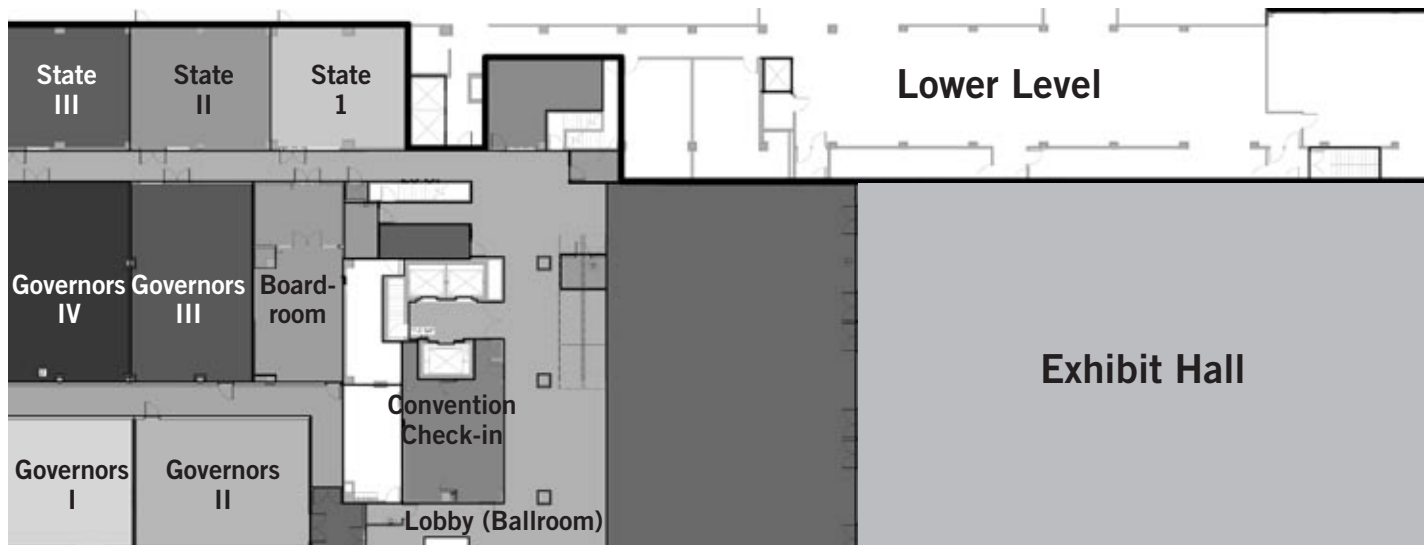 State
III
State
II
State
1
Lower Level
Governors
IV
Governors
III
Board-
room
Exhibit Hall
Convention
Check-in
Governors
I
Governors
II
Lobby (Ballroom)